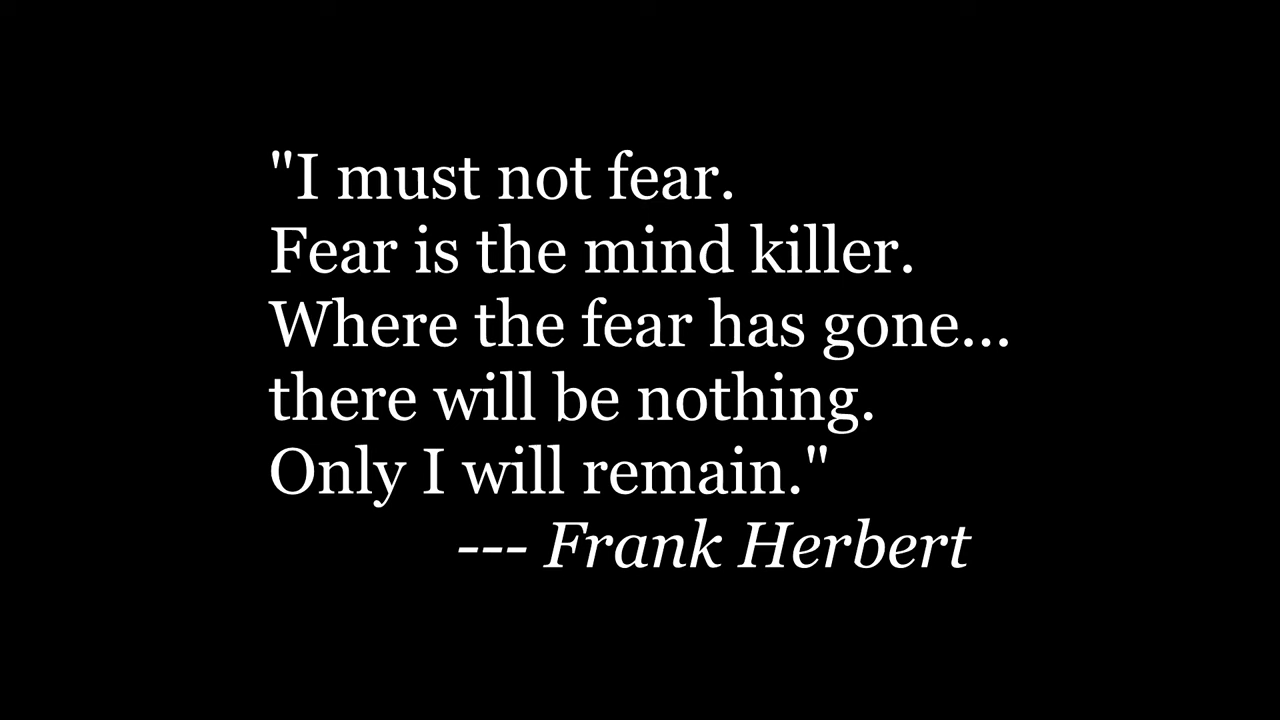 "I must not fear.
Fear is the mind killer.
Where the fear has gone...
there will be nothing.
Only I will remain."
--- Frank Herbert